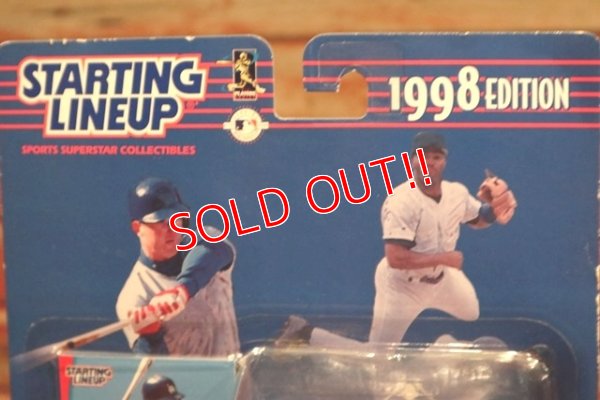 STARTING
LINEUP
SPORTS SUPERSTAR COLLECTIBLES
1998 EDITION
SOLD OUT!!
STARTING
LINEUP